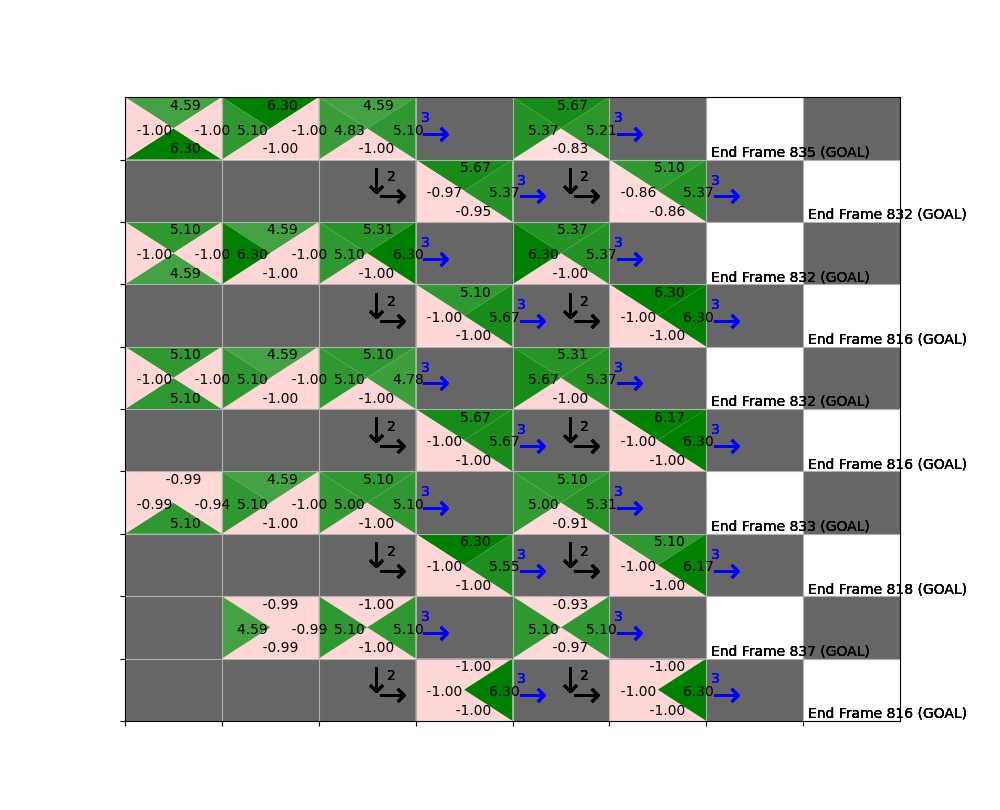 4.59 6.30 4.59 3 5.67 3
-1.00 -1.00 5.10 -1.00 4.83 5.10 5.37 5.21
6.30 -1.00 -1.00 -0.83 End Frame 835 (GOAL)
2 5.67 3 2 5.10 3
-0.97 5.37 -0.86 5.37
-0.95 -0.86 End Frame 832 (GOAL)
5.10 4.59 5.31 3 5.37 3
-1.00 -1.00 6.30 -1.00 5.10 6.30 6.30 5.37
4.59 -1.00 -1.00 -1.00 End Frame 832 (GOAL)
2 5.10 3 2 6.30 3
-1.00 5.67 -1.00 6.30
-1.00 -1.00 End Frame 816 (GOAL)
5.10 4.59 5.10 3 5.31 3
-1.00 -1.00 5.10 -1.00 5.10 4.78 5.67 5.37
5.10 -1.00 -1.00 -1.00 End Frame 832 (GOAL)
2 5.67 3 2 6.17 3
-1.00 5.67 -1.00 6.30
-1.00 -1.00 End Frame 816 (GOAL)
-0.99 4.59 5.10 3 5.10 3
-0.99 -0.94 5.10 -1.00 5.00 5.10 5.00 5.31
5.10 -1.00 -1.00 -0.91 End Frame 833 (GOAL)
2 6.30 3 2 5.10 3
-1.00 5.55 -1.00 6.17
-1.00 -1.00 End Frame 818 (GOAL)
-0.99 -1.00 3 -0.93 3
4.59 -0.99 5.10 5.10 5.10 5.10
-0.99 -1.00 -0.97 End Frame 837 (GOAL)
2 -1.00 3 2 -1.00 3
-1.00 6.30 -1.00 6.30
-1.00 -1.00 End Frame 816 (GOAL)